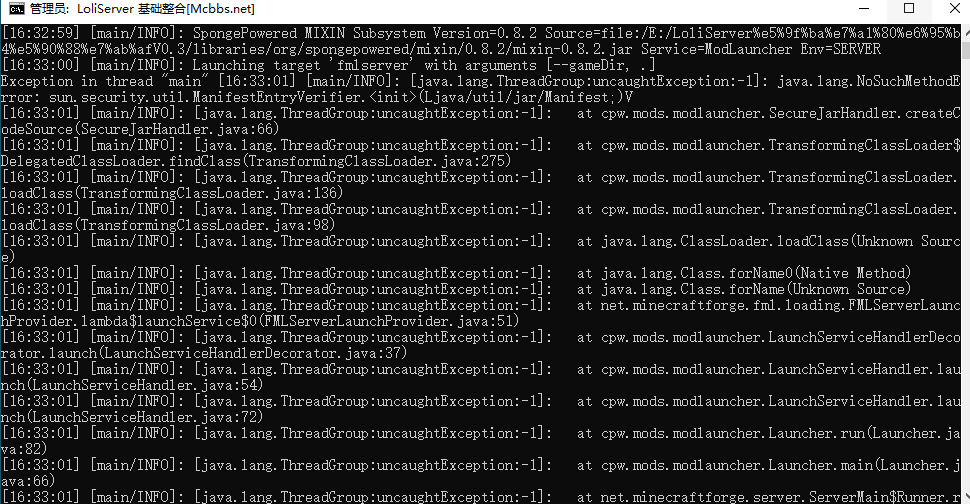 管理员: LoliServer 基础整合[Mcbbs.net]
[16:32:59] [main/INFO]: SpongePowered MIXIN Subsystem Version=0.8.2 Source=file:/E:/LoliServer%e5%9f%ba%e7%a1%80%e6%95%b
4%e5%90%88%e7%ab%afV0.3/libraries/org/spongepowered/mixin/0.8.2/mixin-0.8.2.jar Service=ModLauncher Env=SERVER
[16:33:00] [main/INFO]: Launching target 'fmlserver' with arguments [--gameDir, .]
Exception in thread "main" [16:33:01] [main/INFO]: [java.lang.ThreadGroup:uncaughtException:-1]: java.lang.NoSuchMethodE
rror: sun.security.util.ManifestEntryVerifier.<init>(Ljava/util/jar/Manifest;)V
[16:33:01] [main/INFO]: [java.lang.ThreadGroup:uncaughtException:-1]: at cpw.mods.modlauncher.SecureJarHandler.createC
odeSource(SecureJarHandler.java:66)
[16:33:01] [main/INFO]: [java.lang.ThreadGroup:uncaughtException:-1]: at cpw.mods.modlauncher.TransformingClassLoader$
DelegatedClassLoader.findClass(TransformingClassLoader.java:275)
[16:33:01] [main/INFO]: [java.lang.ThreadGroup:uncaughtException:-1]: at cpw.mods.modlauncher.TransformingClassLoader.
loadClass(TransformingClassLoader.java:136)
[16:33:01] [main/INFO]: [java.lang.ThreadGroup:uncaughtException:-1]: at cpw.mods.modlauncher.TransformingClassLoader.
loadClass(TransformingClassLoader.java:98)
[16:33:01] [main/INFO]: [java.lang.ThreadGroup:uncaughtException:-1]: at java.lang.ClassLoader.loadClass(Unknown Sourc
e)
[16:33:01] [main/INFO]: [java.lang.ThreadGroup:uncaughtException:-1]: at java.lang.Class.forName0(Native Method)
[16:33:01] [main/INFO]: [java.lang.ThreadGroup:uncaughtException:-1]: at java.lang.Class.forName(Unknown Source)
[16:33:01] [main/INFO]: [java.lang.ThreadGroup:uncaughtException:-1]: at net.minecraftforge.fml.loading.FMLServerLaunc
hProvider.lambda$launchService$0(FMLServerLaunchProvider.java:51)
[16:33:01] [main/INFO]: [java.lang.ThreadGroup:uncaughtException:-1]: at cpw.mods.modlauncher.LaunchServiceHandlerDeco
rator.launch(LaunchServiceHandlerDecorator.java:37)
[16:33:01] [main/INFO]: [java.lang.ThreadGroup:uncaughtException:-1]: at cpw.mods.modlauncher.LaunchServiceHandler.lau
nch(LaunchServiceHandler.java:54)
[16:33:01] [main/INFO]: [java.lang.ThreadGroup:uncaughtException:-1]: at cpw.mods.modlauncher.LaunchServiceHandler.lau
nch(LaunchServiceHandler.java:72)
[16:33:01] [main/INFO]: [java.lang.ThreadGroup:uncaughtException:-1]: at cpw.mods.modlauncher.Launcher.run(Launcher.ja
va:82)
[16:33:01] [main/INFO]: [java.lang.ThreadGroup:uncaughtException:-1]: at cpw.mods.modlauncher.Launcher.main(Launcher.j
ava:66)
[16:33:01] [main/INFO]: [java.lang.ThreadGroup:uncaughtException:-1]: at net.minecraftforge.server.ServerMain$Runner.r